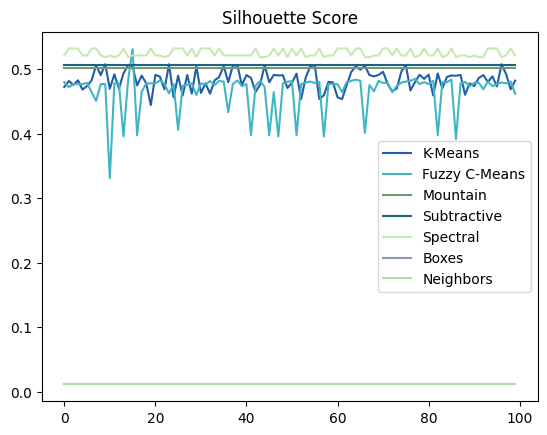 Silhouette Score
0.5
0.4
0.3
0.2
0.1
0.0
K-Means
Fuzzy C-Means
Mountain
Subtractive
Spectral
Boxes
Neighbors
0 20 40 60 80 100